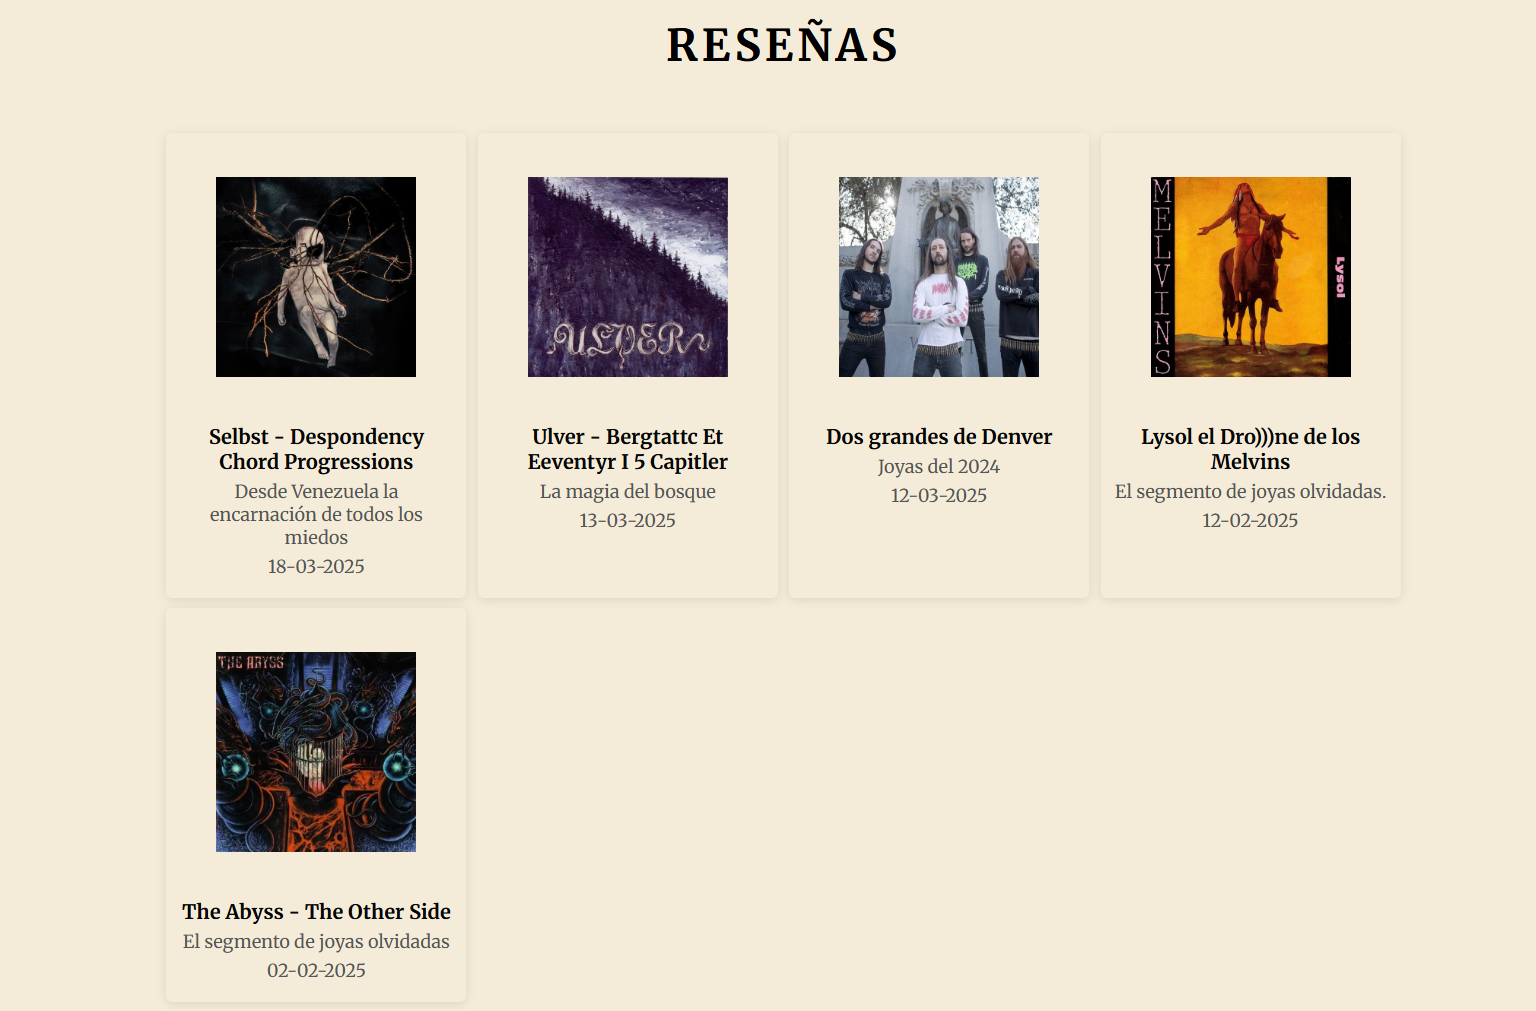 RESEÑAS
MELVINS
Lysol
ULVER
Selbst - Despondency
Chord Progressions
Desde Venezuela la
encarnación de todos los
miedos
18-03-2025
Ulver - Bergtattc Et
Eeventyr I 5 Capitler
La magia del bosque
13-03-2025
Dos grandes de Denver
Joyas del 2024
12-03-2025
Lysol el Dro)))ne de los
Melvins
El segmento de joyas olvidadas.
12-02-2025
THE ABYSS
The Abyss - The Other Side
El segmento de joyas olvidadas
02-02-2025